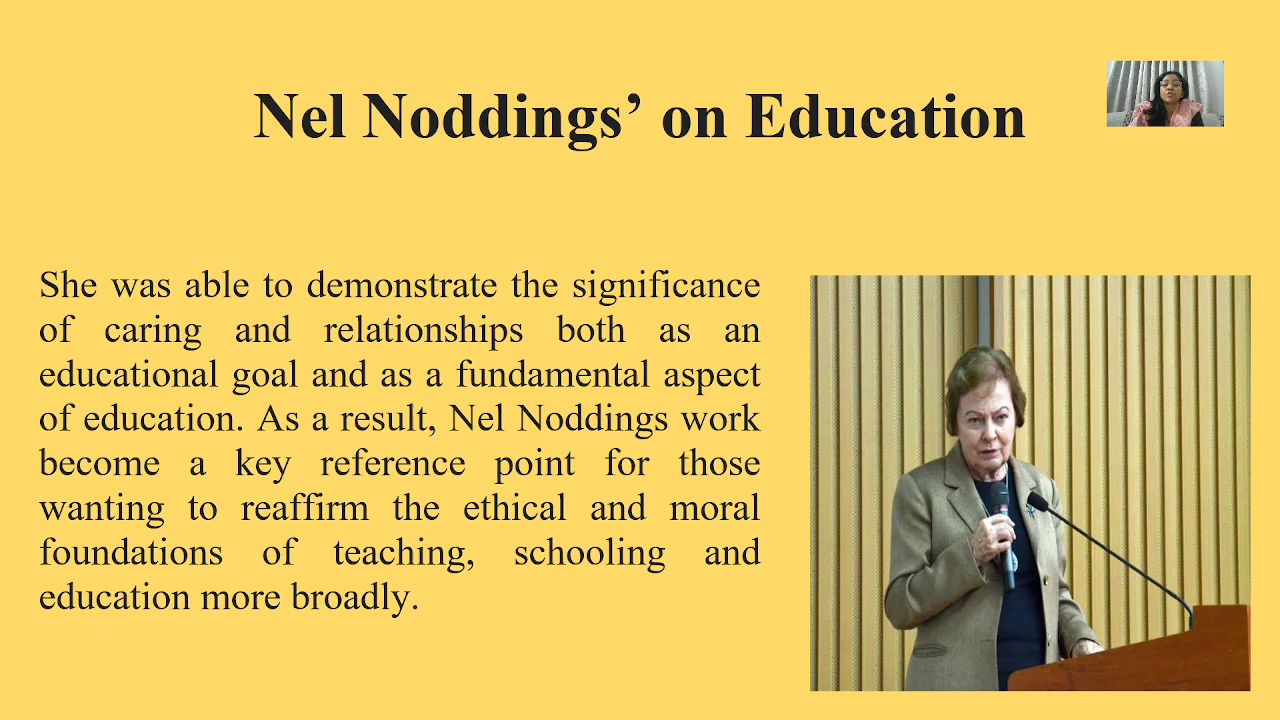 Nel Noddings’ on Education
She was able to demonstrate the significance
of caring and relationships both as an
educational goal and as a fundamental aspect
of education. As a result, Nel Noddings work
become a key reference point for those
wanting to reaffirm the ethical and moral
foundations of teaching, schooling and
education more broadly.